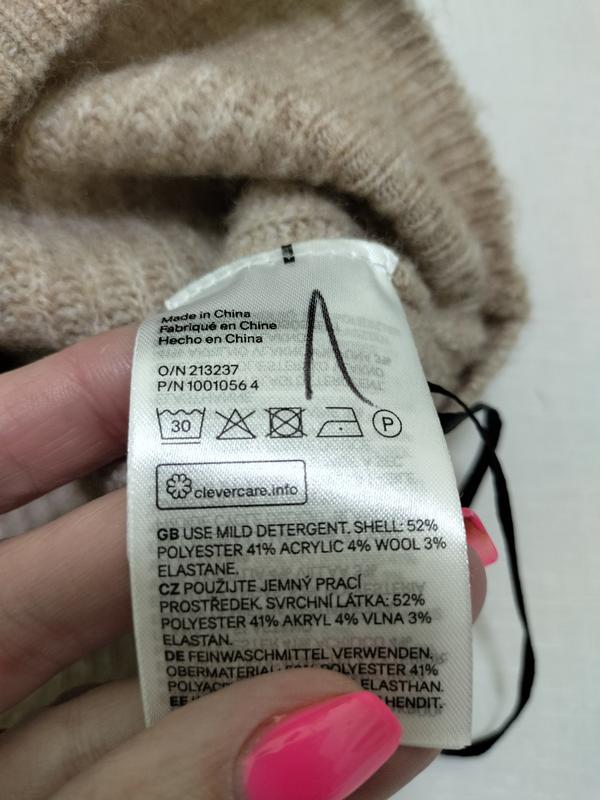 Made in China
Fabriqué en Chine
Hecho en China
O/N 213237
P/N 1001056 4
30
P
clevercare.info
GB USE MILD DETERGENT. SHELL: 52%
POLYESTER 41% ACRYLIC 4% WOOL 3%
ELASTANE.
CZ POUŽIJTE JEMNÝ PRACÍ
PROSTŘEDEK. SVRCHNÍ LÁTKA: 52%
POLYESTER 41% AKRYL 4% VLNA 3%
ELASTAN.
DE FEINWASCHMITTEL VERWENDEN.
OBERMATERIAL: 52% POLYESTER 41%
ELASTHAN.
EE